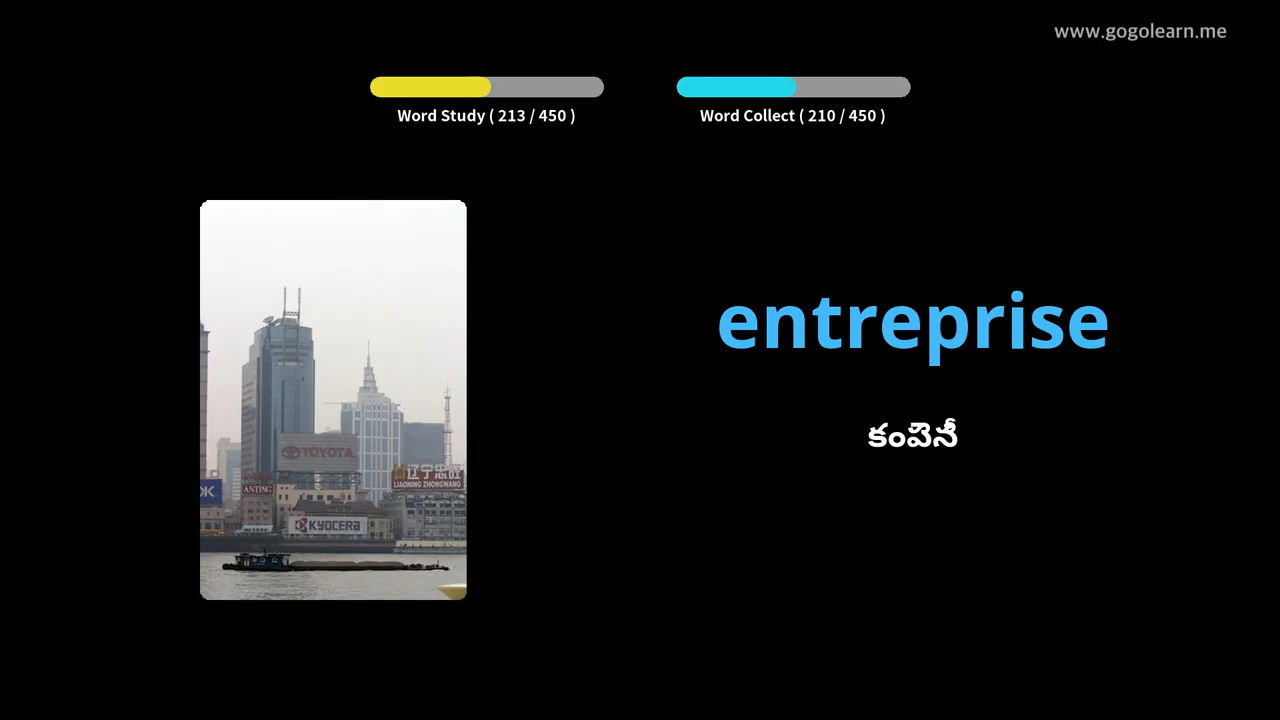 www.gogolearn.me
Word Study ( 213 / 450 )
Word Collect ( 210 / 450 )
entreprise
కంపెనీ
TOYOTA
辽宁忠旺
LIAONING ZHONGWANG
OK
ANTING
KYOCERA